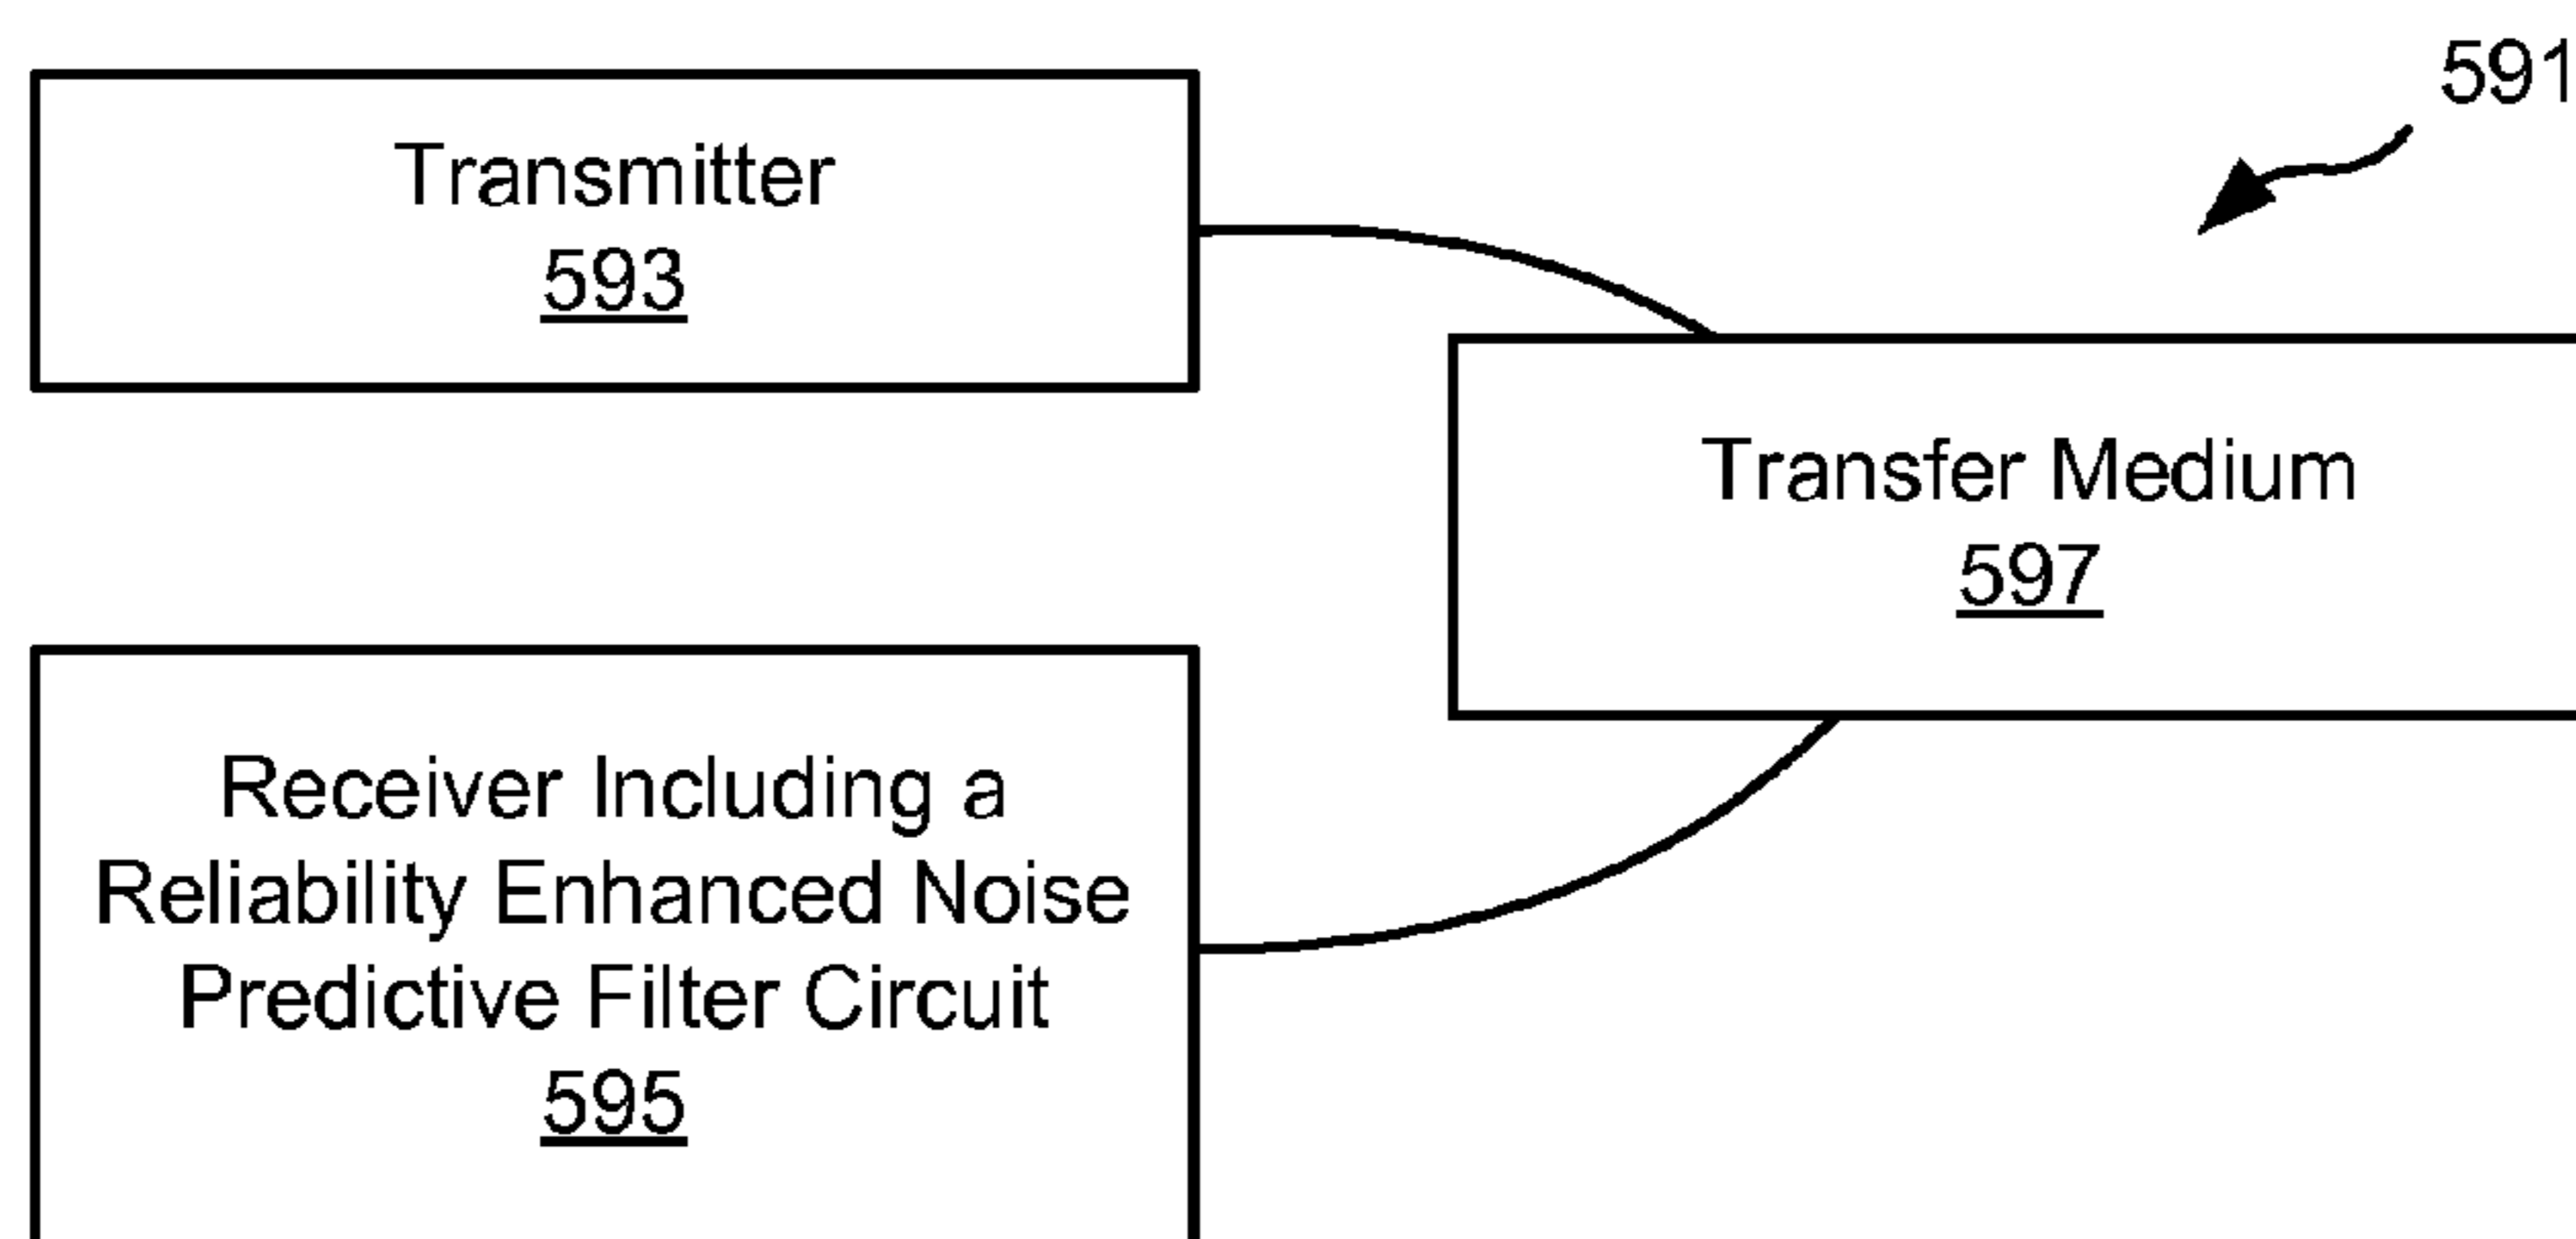 591
Transmitter
593
Transfer Medium
597
Receiver Including a
Reliability Enhanced Noise
Predictive Filter Circuit
595